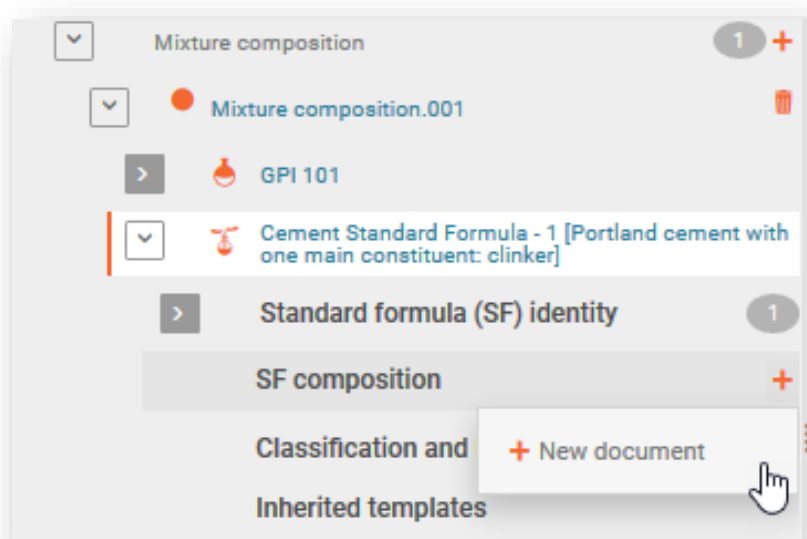 Mixture composition
1
Mixture composition.001
GPI 101
Cement Standard Formula - 1 [Portland cement with
one main constituent: clinker]
Standard formula (SF) identity
1
SF composition
Classification and
New document
Inherited templates